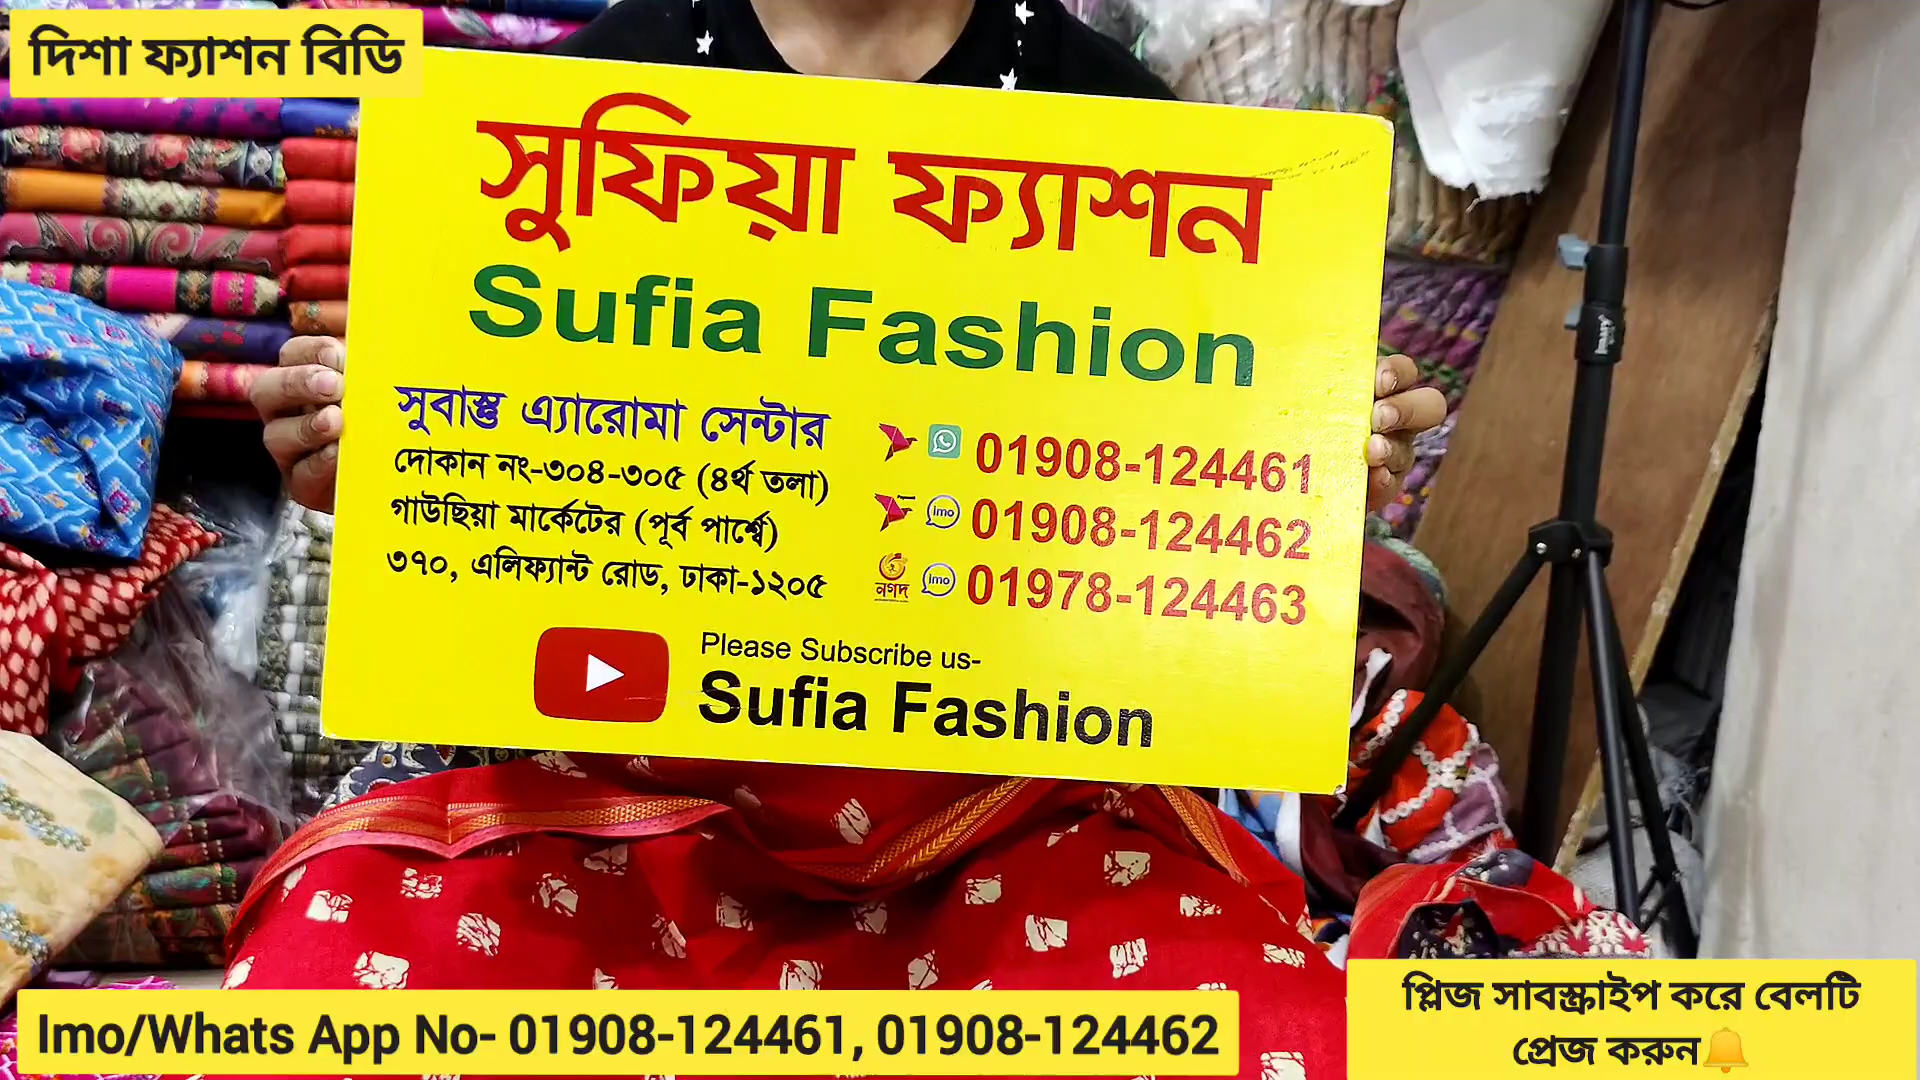 দিশা ফ্যাশন বিডি
সুফিয়া ফ্যাশন
Sufia Fashion
সুবাস্তু এ্যারোমা সেন্টার
দোকান নং-৩০৪-৩০৫ (৪র্থ তলা)
গাউছিয়া মার্কেটের (পূর্ব পার্শ্বে)
৩৭০, এলিফ্যান্ট রোড, ঢাকা-১২০৫
01908-124461
imo 01908-124462
নগদ imo 01978-124463
Please Subscribe us-
Sufia Fashion
Imo/Whats App No- 01908-124461, 01908-124462
প্লিজ সাবস্ক্রাইপ করে বেলটি
প্রেজ করুন🔔